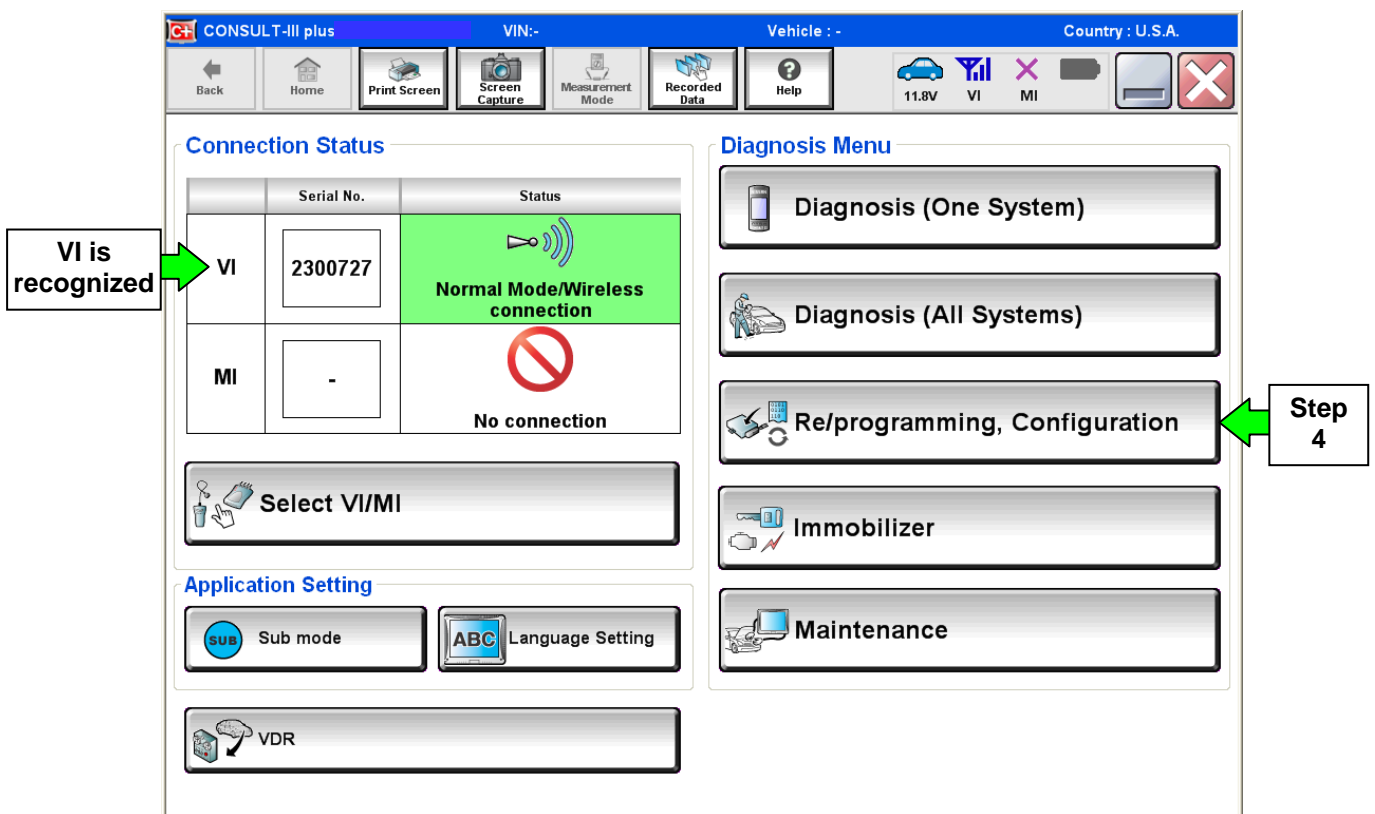 C+ CONSULT-III plus VIN:- Vehicle : - Country : U.S.A.
Back
Home
Print Screen
Screen
Capture
Measurement
Mode
Recorded
Data
Help
11.8V
VI
MI
Connection Status
Serial No.
Status
VI is
recognized
VI
2300727
Normal Mode/Wireless
connection
MI
-
No connection
Select VI/MI
Application Setting
SUB
Sub mode
ABC
Language Setting
VDR
Diagnosis Menu
Diagnosis (One System)
Diagnosis (All Systems)
Re/programming, Configuration
Step
4
Immobilizer
Maintenance